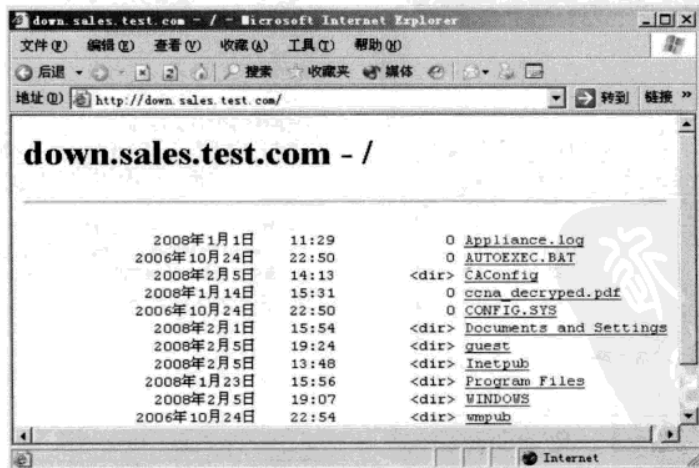 down.sales.test.com - / - Microsoft Internet Explorer
文件(F) 编辑(E) 查看(V) 收藏(A) 工具(T) 帮助(H)
后退 搜索 收藏夹 媒体
地址(D) http://down.sales.test.com/ 转到 链接 »
down.sales.test.com - /
2008年1月1日 11:29 0 Appliance.log
2006年10月24日 22:50 0 AUTOEXEC.BAT
2008年2月5日 14:13 <dir> CAConfig
2008年1月14日 15:31 0 ccna_decryped.pdf
2006年10月24日 22:50 0 CONFIG.SYS
2008年2月1日 15:54 <dir> Documents and Settings
2008年2月5日 19:24 <dir> guest
2008年2月5日 13:48 <dir> Inetpub
2008年1月23日 15:56 <dir> Program Files
2008年2月5日 19:07 <dir> WINDOWS
2006年10月24日 22:54 <dir> wmpub
Internet